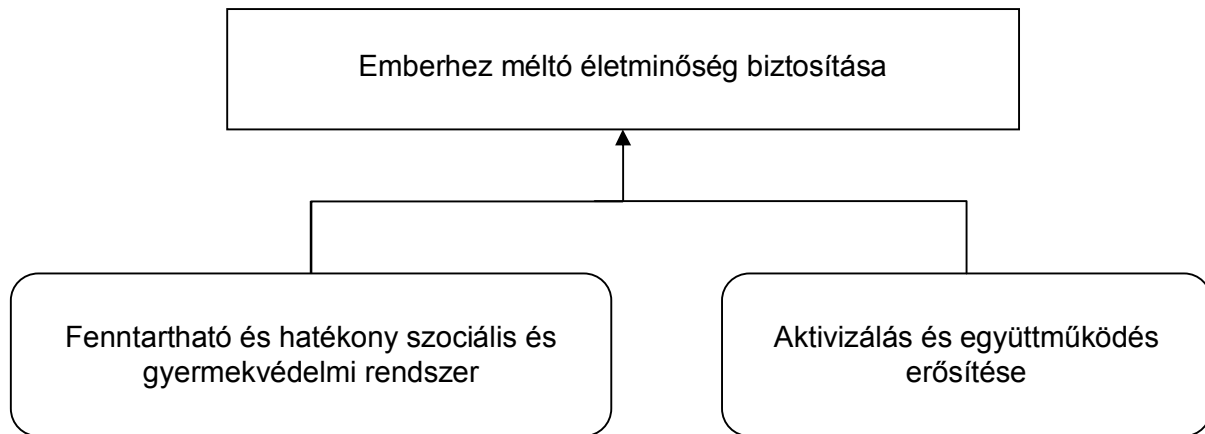 Emberhez méltó életminőség biztosítása
Fenntartható és hatékony szociális és
gyermekvédelmi rendszer
Aktivizálás és együttműködés
erősítése